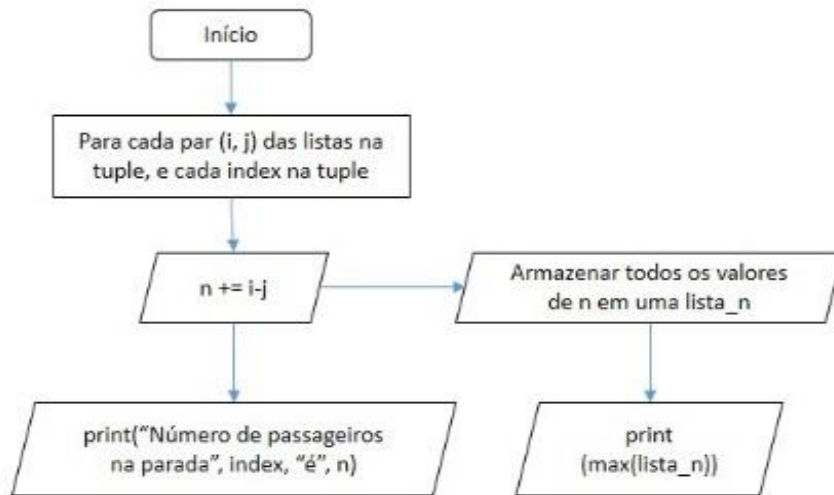 Início
Para cada par (i, j) das listas na
tuple, e cada index na tuple
n += i-j
Armazenar todos os valores
de n em uma lista_n
print(“Número de passageiros
na parada”, index, “é”, n)
print
(max(lista_n))